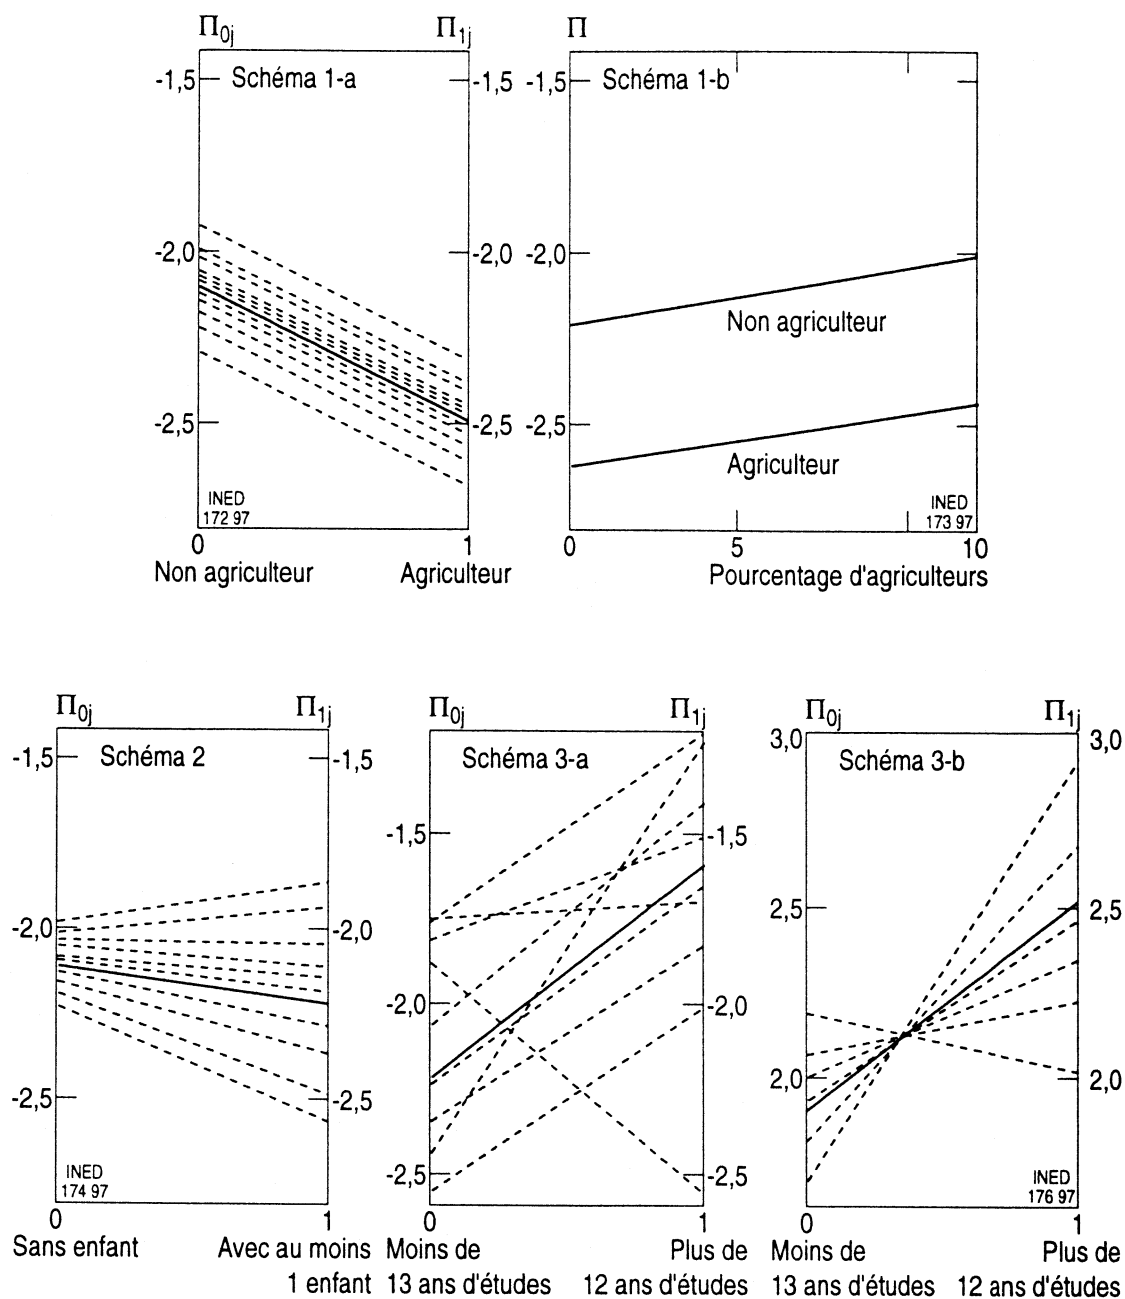 Π0j Π1j Π
Schéma 1-a Schéma 1-b
-1,5 -1,5 -1,5
-2,0 -2,0 -2,0
Non agriculteur
-2,5 -2,5 -2,5
Agriculteur
INED INED
172 97 173 97
0 1 0 5 10
Non agriculteur Agriculteur Pourcentage d'agriculteurs
Π0j Π1j Π0j Π1j Π0j Π1j
3,0 3,0
Schéma 2 Schéma 3-a Schéma 3-b
-1,5 -1,5
-1,5 -1,5
2,5 2,5
-2,0 -2,0
-2,0 -2,0
2,0 2,0
-2,5 -2,5
-2,5 -2,5
INED INED
174 97 176 97
0 1 0 1 0 1
Sans enfant Avec au moins Moins de Plus de Moins de Plus de
1 enfant 13 ans d'études 12 ans d'études 13 ans d'études 12 ans d'études